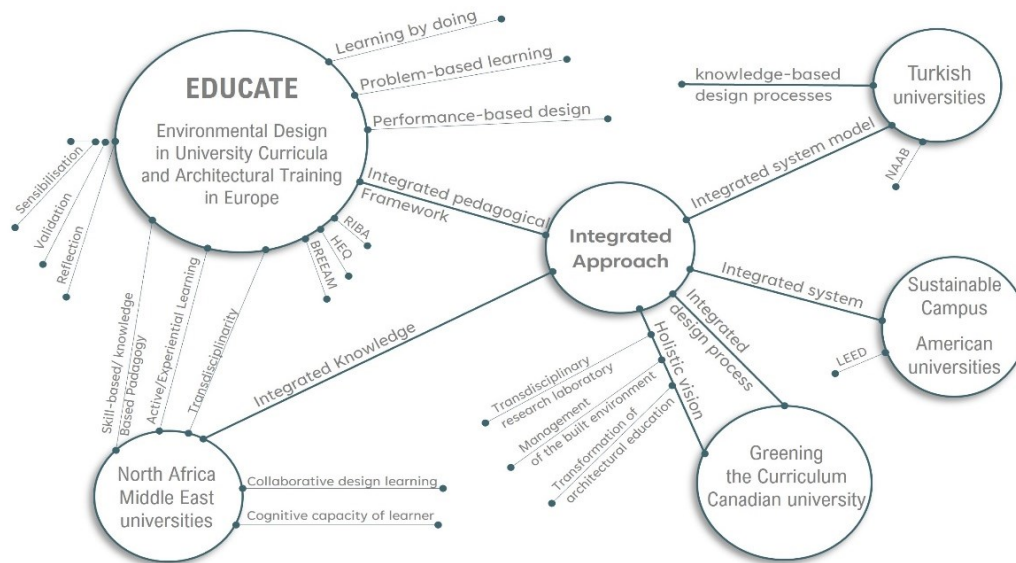 EDUCATE
Environmental Design
in University Curricula
and Architectural Training
in Europe
Learning by doing
Problem-based learning
Performance-based design
Integrated pedagogical
Framework
RIBA
HEQ
BREEAM
Sensibilisation
Validation
Reflection
Skill-based/ knowledge
Based Padagogy
Active/Experiential Learning
Transdisciplinarity
North Africa
Middle East
universities
Collaborative design learning
Cognitive capacity of learner
Integrated Knowledge
Integrated
Approach
Integrated system model
Turkish
universities
knowledge-based
design processes
NAAB
Integrated system
Sustainable
Campus
American
universities
LEED
Integrated
design process
Holistic vision
Transdisciplinary
research laboratory
Management
of the built environment
Transformation of
architectural education
Greening
the Curriculum
Canadian university